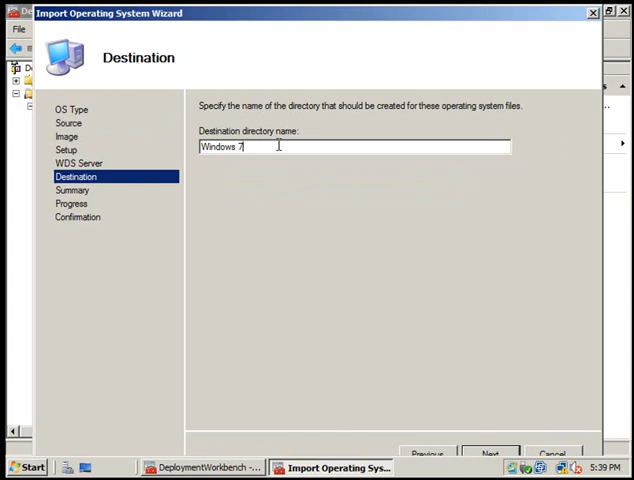 Import Operating System Wizard
File
Destination
OS Type
Source
Image
Setup
WDS Server
Destination
Summary
Progress
Confirmation
Specify the name of the directory that should be created for these operating system files.
Destination directory name:
Windows 7
Previous
Next
Cancel
Start
DeploymentWorkbench - ...
Import Operating Sys...
5:39 PM